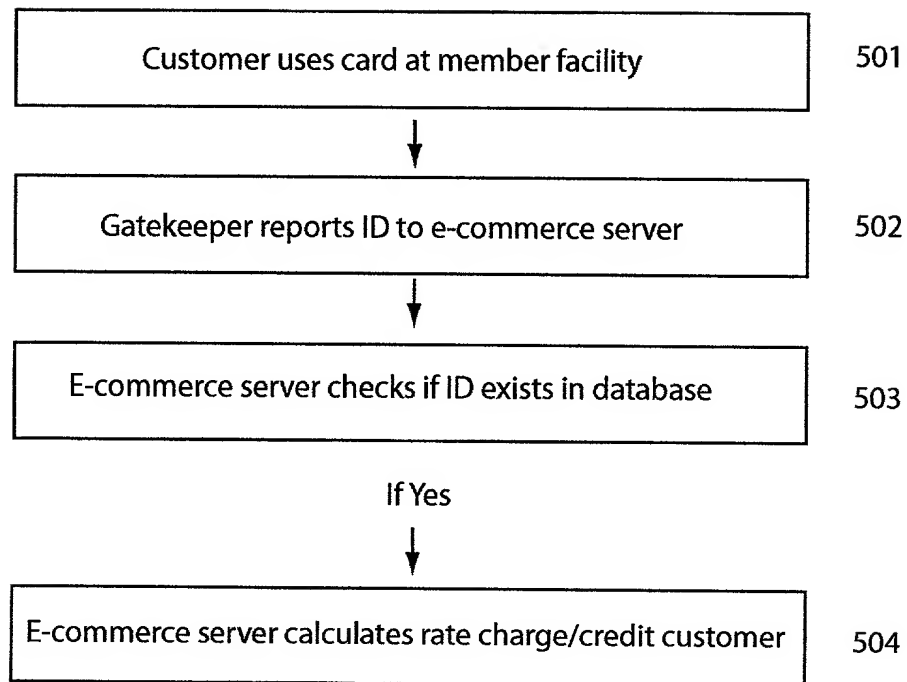 Customer uses card at member facility 501
Gatekeeper reports ID to e-commerce server 502
E-commerce server checks if ID exists in database 503
If Yes
E-commerce server calculates rate charge/credit customer 504